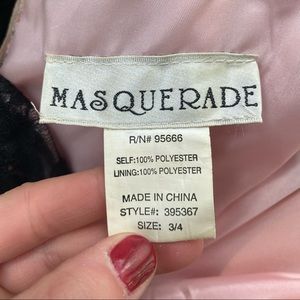 MASQUERADE
R/N# 95666
SELF:100% POLYESTER
LINING:100% POLYESTER
MADE IN CHINA
STYLE#: 395367
SIZE: 3/4